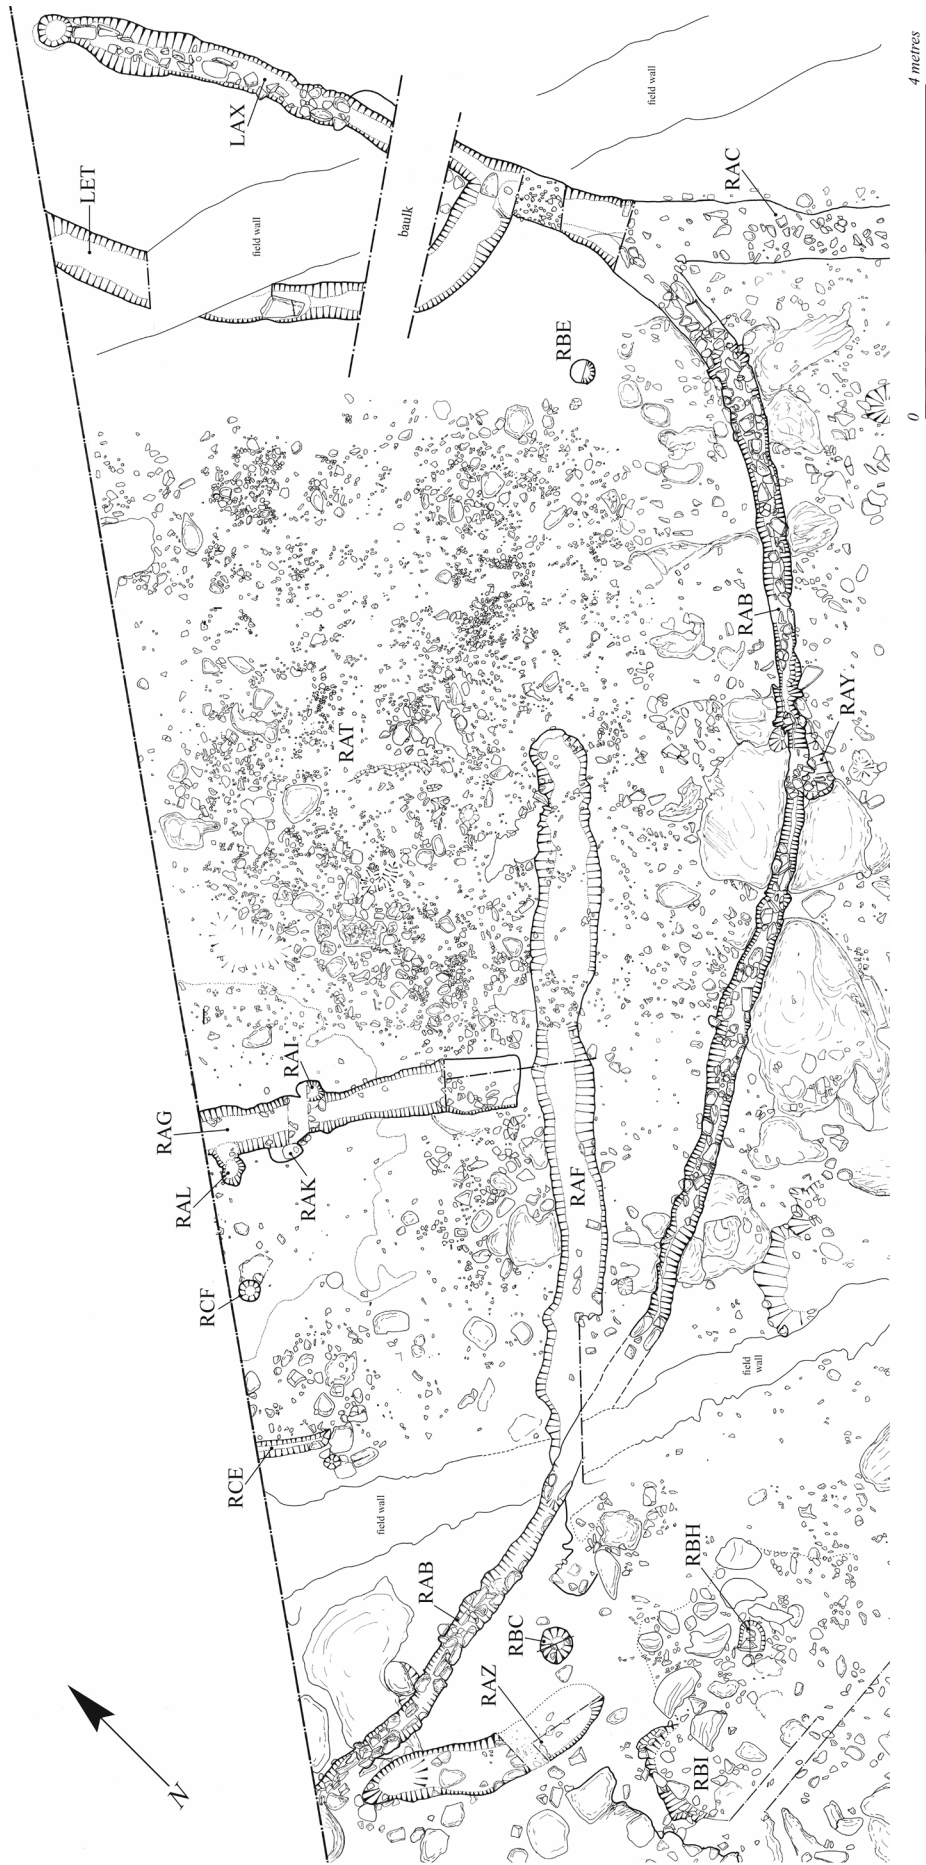 4 metres
0
field wall
LAX
LET
RAC
field wall
baulk
RBE
RAB
RAY
RAT
RAI
RAG
RAL
RAK
RAF
RCF
field wall
RCE
field wall
RBH
RAB
RBC
RAZ
RBI
N